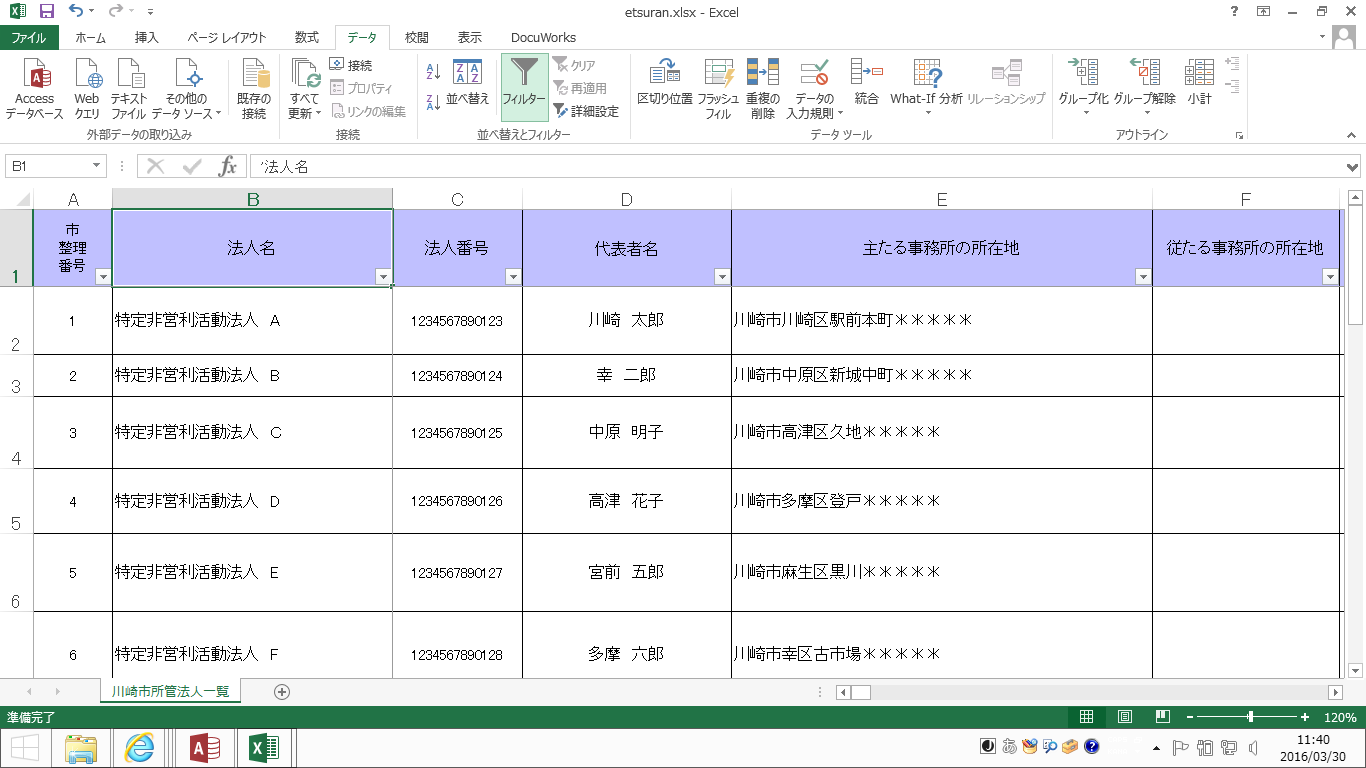 etsuran.xlsx - Excel
?
ファイル ホーム 挿入 ページ レイアウト 数式 データ 校閲 表示 DocuWorks
Access データベース
Web クエリ
テキスト ファイル
その他の データ ソース
既存の 接続
外部データの取り込み
すべて 更新
接続
プロパティ
リンクの編集
接続
並べ替え
フィルター
クリア
再適用
詳細設定
並べ替えとフィルター
区切り位置
フラッシュ フィル
重複の 削除
データの 入力規則
統合
What-If 分析
リレーションシップ
データ ツール
グループ化
グループ解除
小計
アウトライン
B1 fx '法人名
A B C D E F
1 市 整理 番号 法人名 法人番号 代表者名 主たる事務所の所在地 従たる事務所の所在地
2 1 特定非営利活動法人 A 1234567890123 川崎 太郎 川崎市川崎区駅前本町＊＊＊＊＊
3 2 特定非営利活動法人 B 1234567890124 幸 二郎 川崎市中原区新城中町＊＊＊＊＊
4 3 特定非営利活動法人 C 1234567890125 中原 明子 川崎市高津区久地＊＊＊＊＊
5 4 特定非営利活動法人 D 1234567890126 高津 花子 川崎市多摩区登戸＊＊＊＊＊
6 5 特定非営利活動法人 E 1234567890127 宮前 五郎 川崎市麻生区黒川＊＊＊＊＊
6 特定非営利活動法人 F 1234567890128 多摩 六郎 川崎市幸区古市場＊＊＊＊＊
川崎市所管法人一覧
準備完了 120%
あ
11:40
2016/03/30